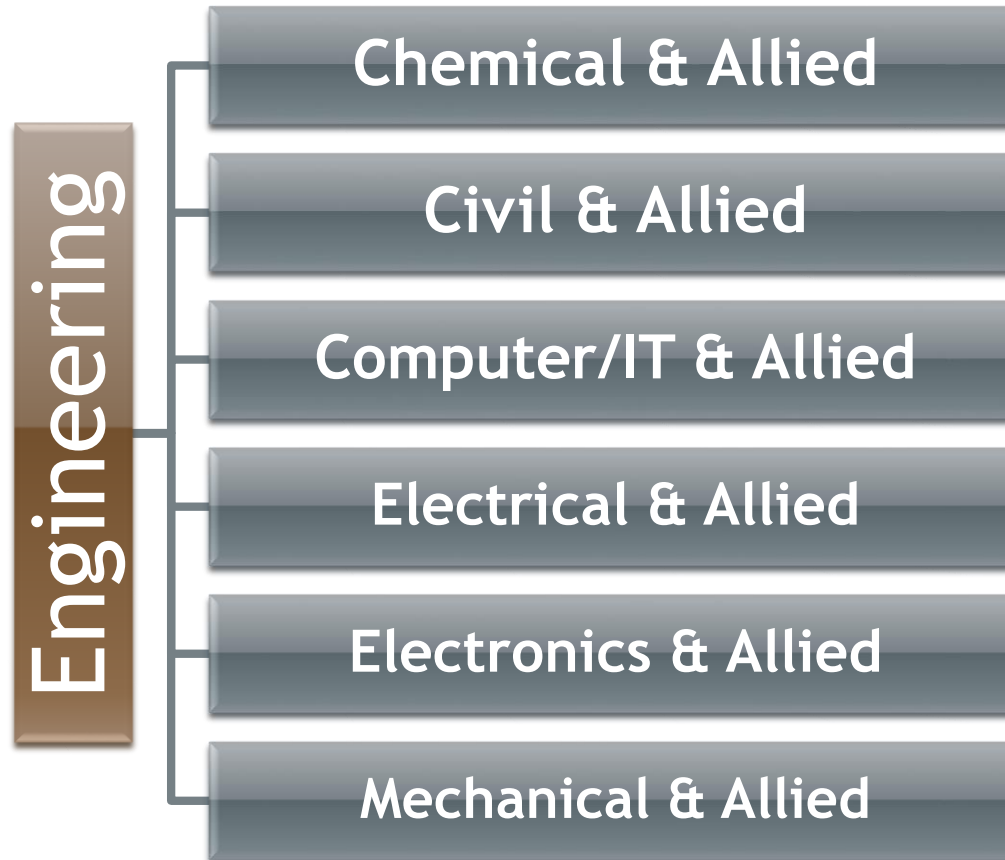 Engineering
Chemical & Allied
Civil & Allied
Computer/IT & Allied
Electrical & Allied
Electronics & Allied
Mechanical & Allied